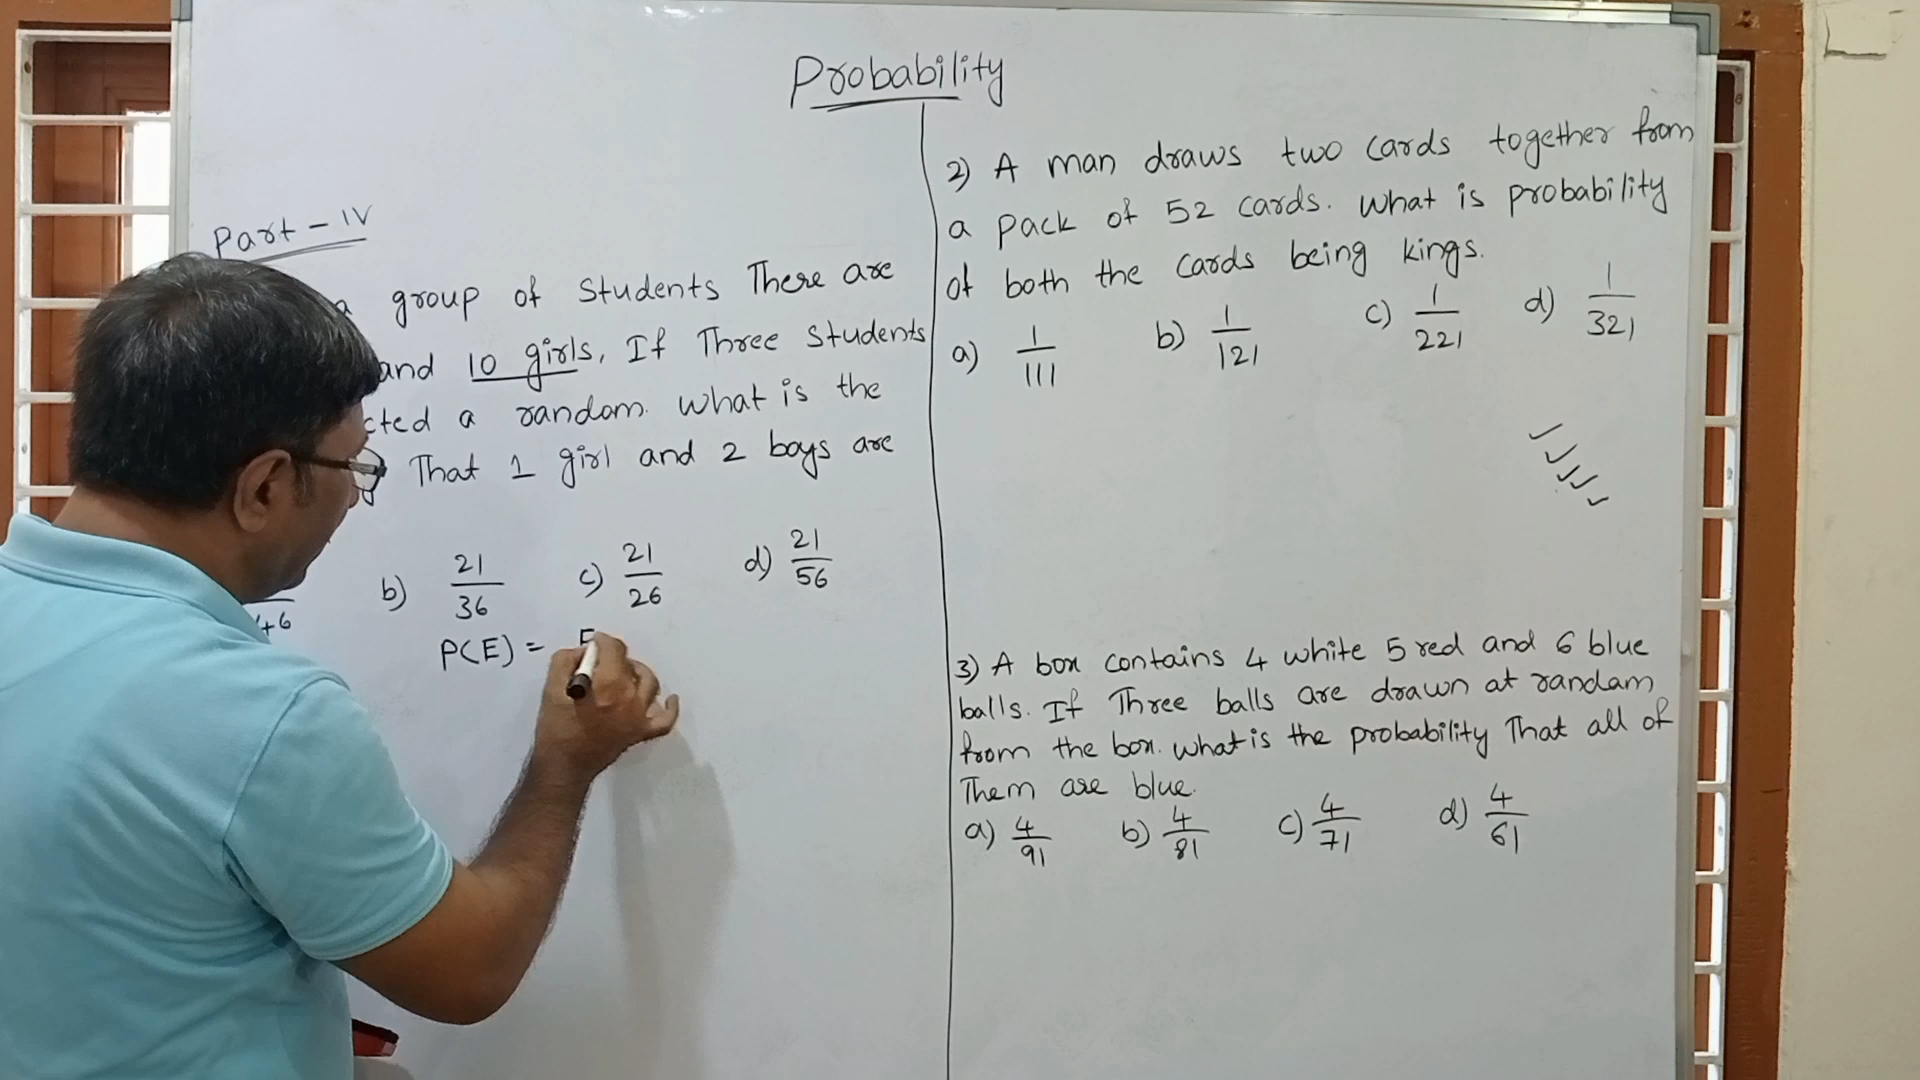 Probability
Part - IV
a group of Students There are
and 10 girls, If Three Students
cted a random. What is the
That 1 girl and 2 boys are
b) 21/36 c) 21/26 d) 21/56
P(E) =
2) A man draws two cards together from
a pack of 52 cards. What is probability
of both the cards being kings.
a) 1/111 b) 1/121 c) 1/221 d) 1/321
3) A box contains 4 white 5 red and 6 blue
balls. If Three balls are drawn at random
from the box. what is the probability That all of
Them are blue.
a) 4/91 b) 4/81 c) 4/71 d) 4/61